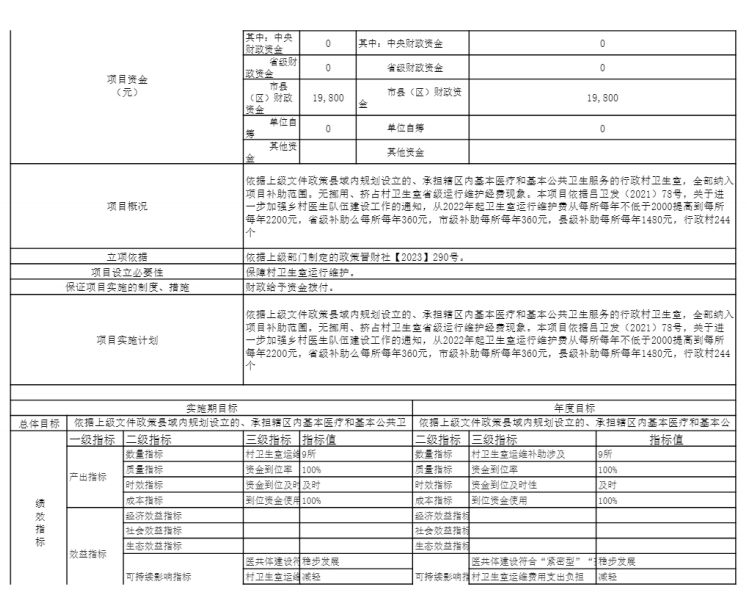 其中：中央
财政资金
0
其中：中央财政资金
0
省级财
政资金
0
省级财政资金
0
项目资金
（元）
市县
（区）财政
资金
19,800
市县（区）财政资
金
19,800
单位自
筹
0
单位自筹
0
其他资
金
其他资金
项目概况
依据上级文件政策县域内规划设立的、承担辖区内基本医疗和基本公共卫生服务的行政村卫生室，全部纳入
项目补助范围，无挪用、挤占村卫生室省级运行维护经费现象。本项目依据吕卫发（2021）78号，关于进
一步加强乡村医生队伍建设工作的通知，从2022年起卫生室运行维护费从每所每年不低于2000提高到每所
每年2200元，省级补助么每所每年360元，市级补助每所每年360元，县级补助每所每年1480元，行政村244
个
立项依据
依据上级部门制定的政策晋财社【2023】290号。
项目设立必要性
保障村卫生室运行维护。
保证项目实施的制度、措施
财政给予资金拨付。
项目实施计划
依据上级文件政策县域内规划设立的、承担辖区内基本医疗和基本公共卫生服务的行政村卫生室，全部纳入
项目补助范围，无挪用、挤占村卫生室省级运行维护经费现象。本项目依据吕卫发（2021）78号，关于进
一步加强乡村医生队伍建设工作的通知，从2022年起卫生室运行维护费从每所每年不低于2000提高到每所
每年2200元，省级补助么每所每年360元，市级补助每所每年360元，县级补助每所每年1480元，行政村244
个
实施期目标
年度目标
总体目标
依据上级文件政策县域内规划设立的、承担辖区内基本医疗和基本公共卫
依据上级文件政策县域内规划设立的、承担辖区内基本医疗和基本公
绩效指标
一级指标
二级指标
三级指标
指标值
二级指标
三级指标
指标值
产出指标
数量指标
村卫生室运维
9所
数量指标
村卫生室运维补助涉及
9所
质量指标
资金到位率
100%
质量指标
资金到位率
100%
时效指标
资金到位及时
及时
时效指标
资金到位及时性
及时
成本指标
到位资金使用
100%
成本指标
到位资金使用
100%
效益指标
经济效益指标
经济效益指标
社会效益指标
社会效益指标
生态效益指标
生态效益指标
可持续影响指标
医共体建设符
稳步发展
可持续影响指
医共体建设符合“紧密型”
稳步发展
村卫生室运维
减轻
村卫生室运维费用支出负担
减轻